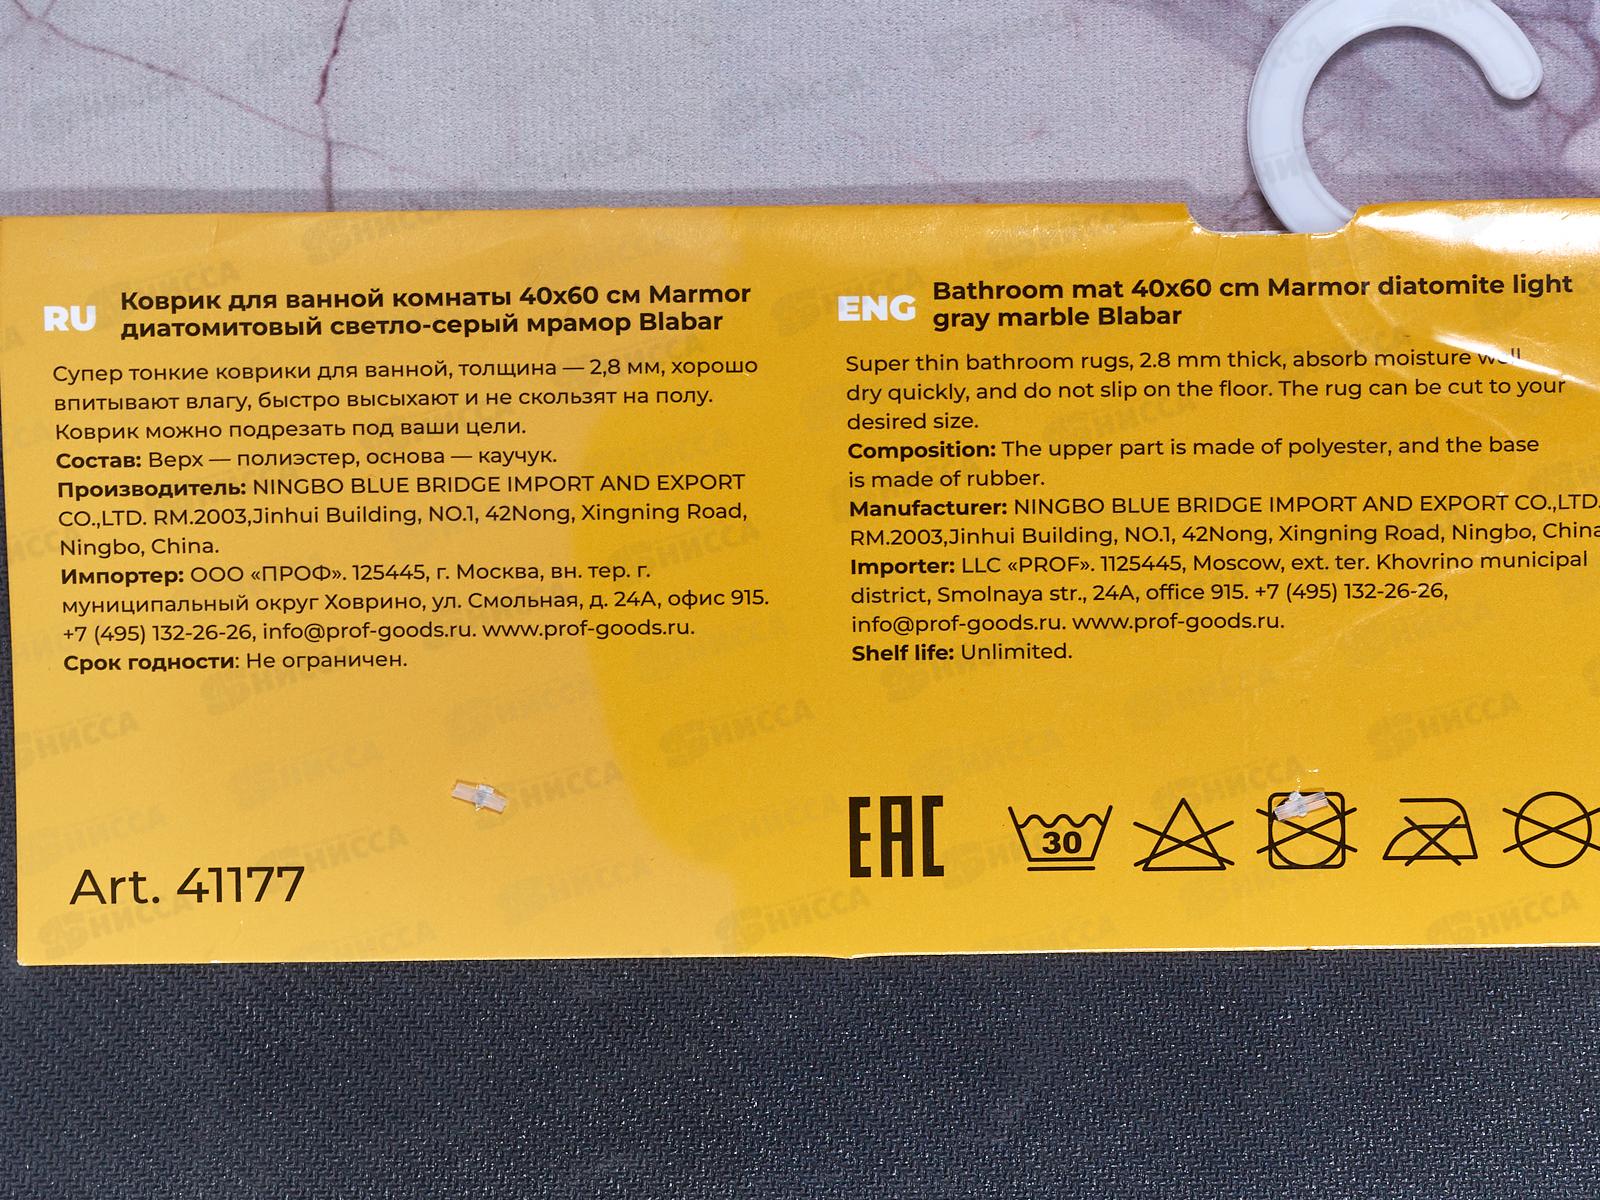 RU
Коврик для ванной комнаты 40х60 см Marmor
диатомитовый светло-серый мрамор Blabar
Супер тонкие коврики для ванной, толщина — 2,8 мм, хорошо
впитывают влагу, быстро высыхают и не скользят на полу.
Коврик можно подрезать под ваши цели.
Состав: Верх — полиэстер, основа — каучук.
Производитель: NINGBO BLUE BRIDGE IMPORT AND EXPORT
CO.,LTD. RM.2003,Jinhui Building, NO.1, 42Nong, Xingning Road,
Ningbo, China.
Импортер: ООО «ПРОФ». 125445, г. Москва, вн. тер. г.
муниципальный округ Ховрино, ул. Смольная, д. 24А, офис 915.
+7 (495) 132-26-26, info@prof-goods.ru. www.prof-goods.ru.
Срок годности: Не ограничен.
Art. 41177
ENG
Bathroom mat 40x60 cm Marmor diatomite light
gray marble Blabar
Super thin bathroom rugs, 2.8 mm thick, absorb moisture well
dry quickly, and do not slip on the floor. The rug can be cut to your
desired size.
Composition: The upper part is made of polyester, and the base
is made of rubber.
Manufacturer: NINGBO BLUE BRIDGE IMPORT AND EXPORT CO.,LTD.
RM.2003,Jinhui Building, NO.1, 42Nong, Xingning Road, Ningbo, China
Importer: LLC «PROF». 1125445, Moscow, ext. ter. Khovrino municipal
district, Smolnaya str., 24A, office 915. +7 (495) 132-26-26,
info@prof-goods.ru. www.prof-goods.ru.
Shelf life: Unlimited.
EAC
30
НИССА